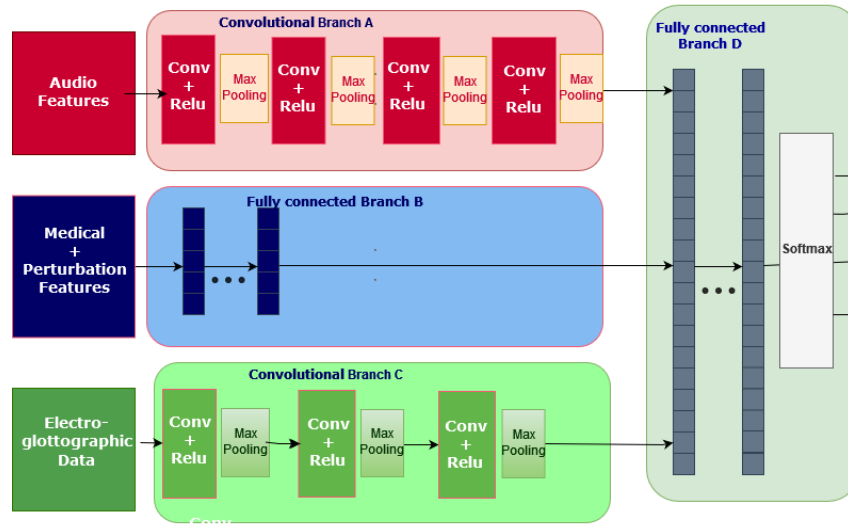 Convolutional Branch A
Fully connected
Branch D
Audio
Features
Conv
+
Relu
Max
Pooling
Conv
+
Relu
Max
Pooling
Conv
+
Relu
Max
Pooling
Conv
+
Relu
Max
Pooling
Fully connected Branch B
Medical
+
Perturbation
Features
Softmax
Convolutional Branch C
Electro-
glottographic
Data
Conv
+
Relu
Max
Pooling
Conv
+
Relu
Max
Pooling
Conv
+
Relu
Max
Pooling
Conv